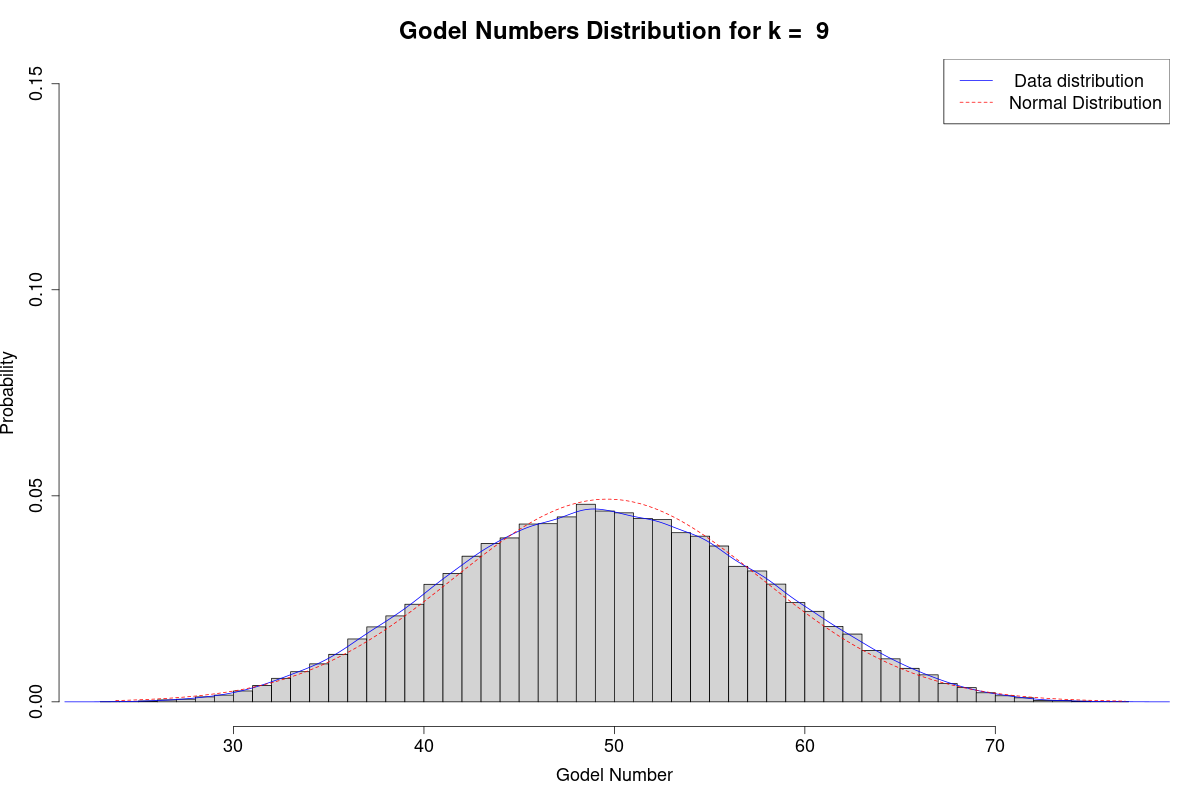 Godel Numbers Distribution for k =  9
Data distribution
Normal Distribution
0.15
0.10
0.05
0.00
Probability
30 40 50 60 70
Godel Number